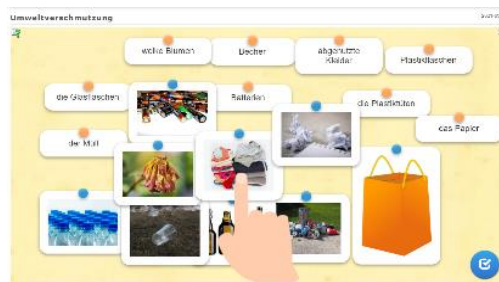 Umweltverschmutzung
welke Blumen
Becher
abgenutzte
Kleider
Plastikflaschen
die Glasflaschen
Batterien
die Plastiktüten
das Papier
der Müll